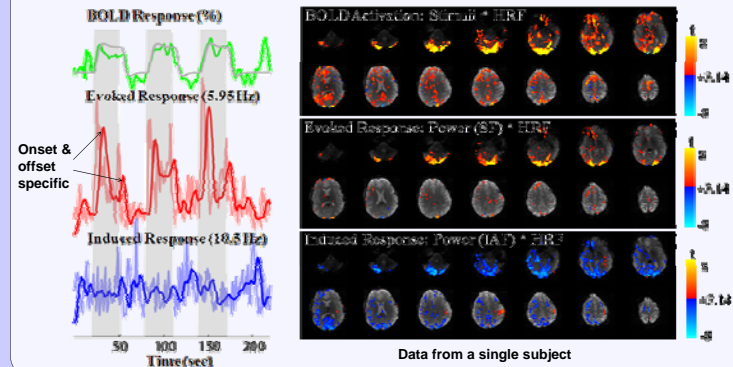 BOLD Response (%)
Evoked Response (5.95 Hz)
Onset &
offset
specific
Induced Response (10.5 Hz)
50 100 150 200
Time (sec)
BOLD Activation: Stimuli * HRF
Evoked Response: Power (SF) * HRF
Induced Response: Power (IAF) * HRF
Data from a single subject